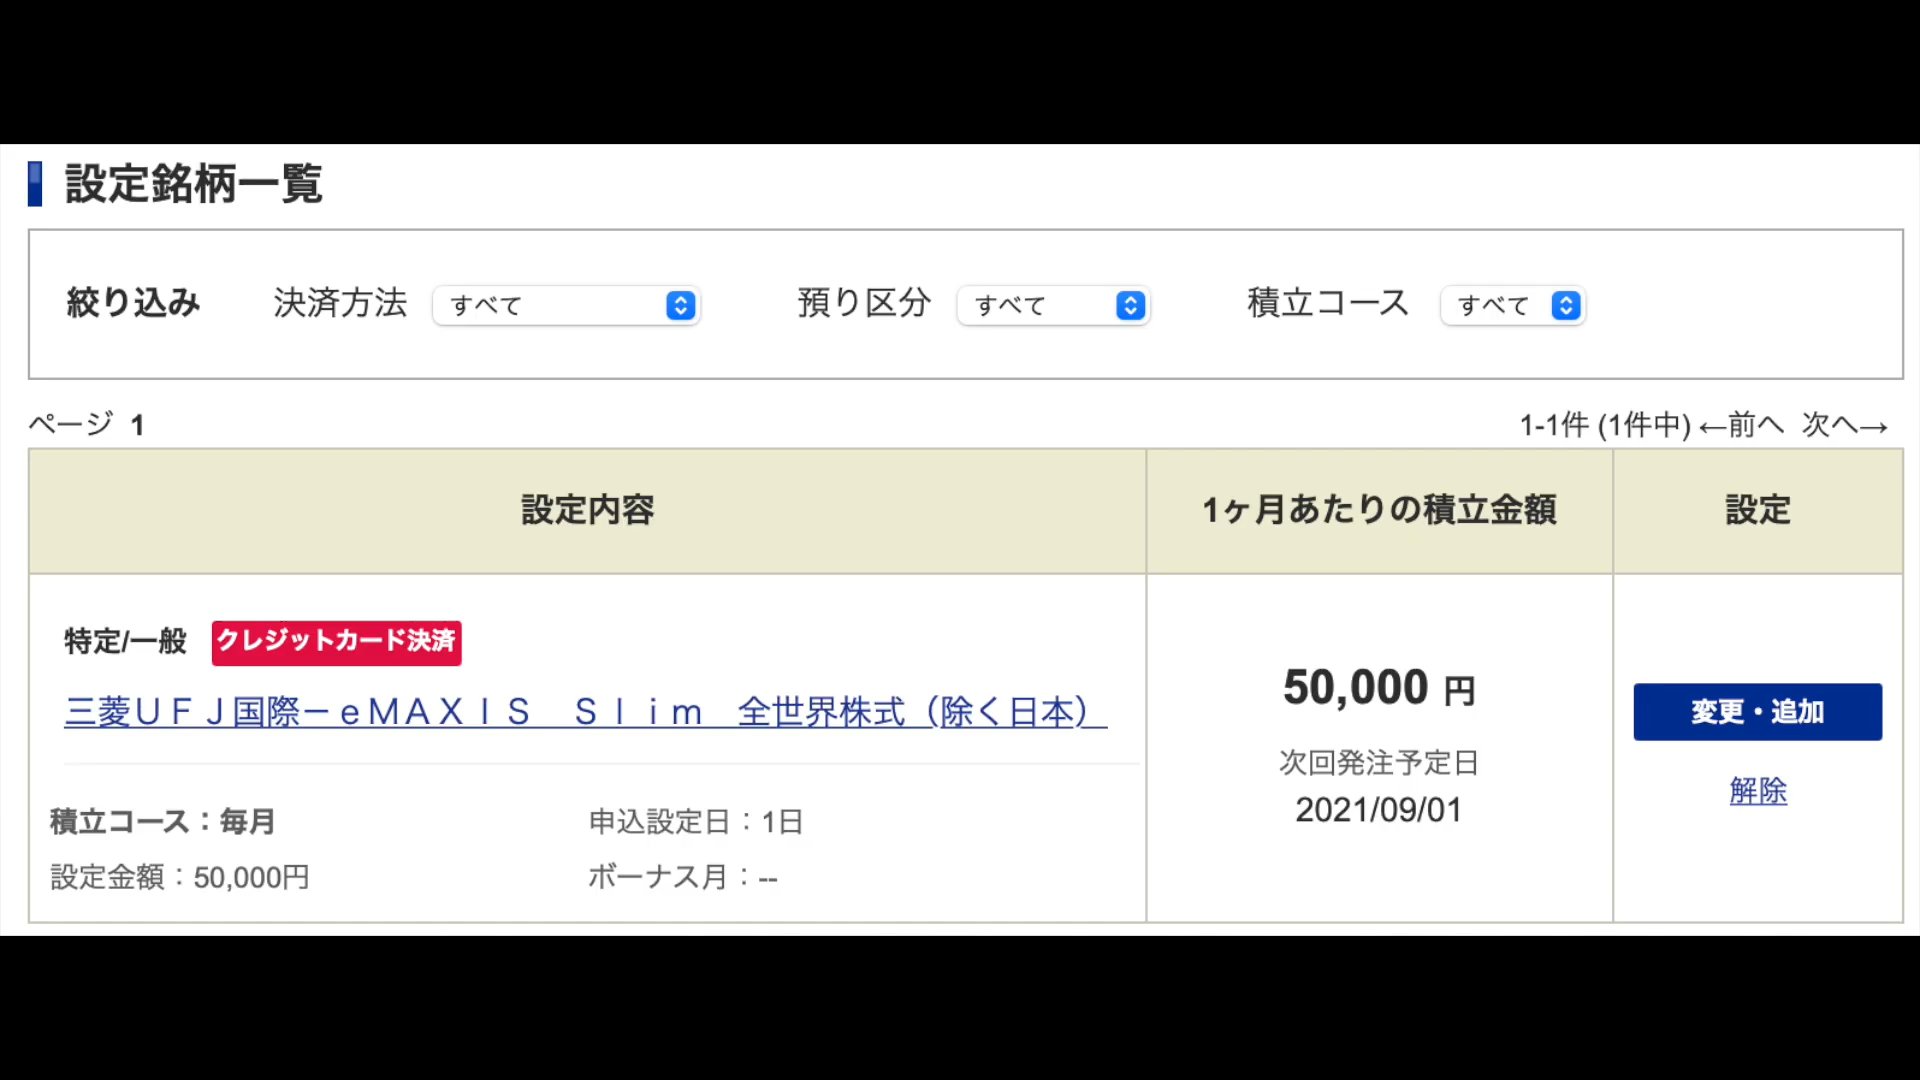 設定銘柄一覧
絞り込み 決済方法 すべて 預り区分 すべて 積立コース すべて
ページ 1 1-1件 (1件中) ←前へ 次へ→
設定内容 1ヶ月あたりの積立金額 設定
特定/一般 クレジットカード決済
三菱ＵＦＪ国際－ｅＭＡＸＩＳ　Ｓｌｉｍ　全世界株式（除く日本）
50,000 円
変更・追加
次回発注予定日
2021/09/01
解除
積立コース：毎月 申込設定日：1日
設定金額：50,000円 ボーナス月：--